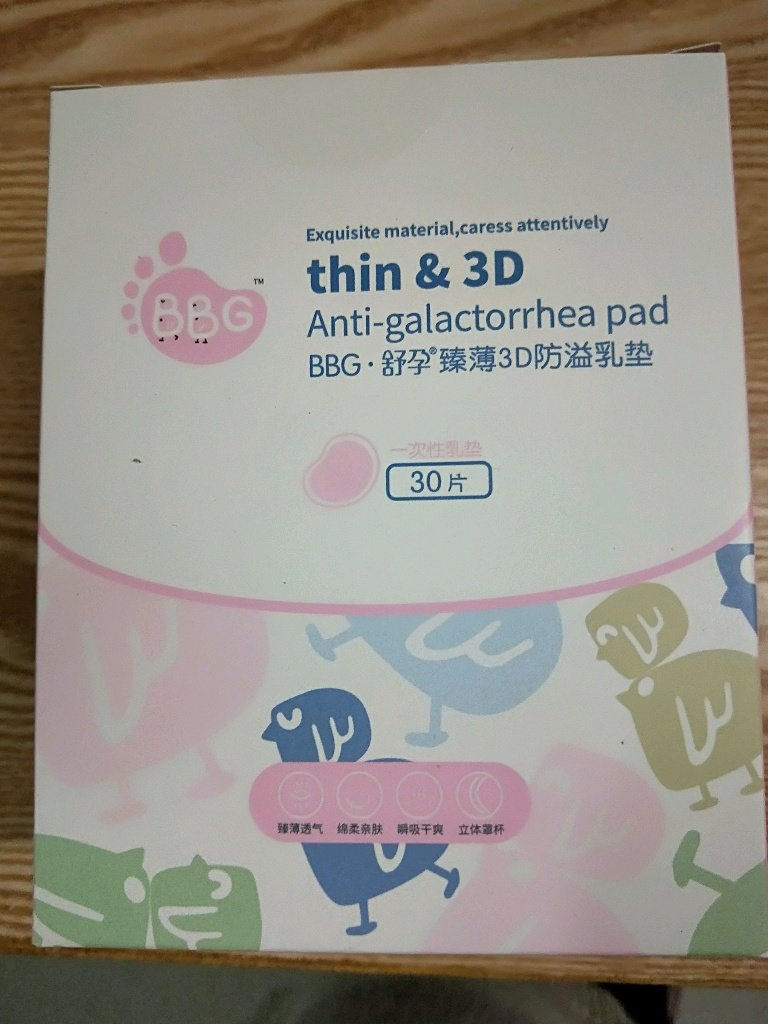 Exquisite material,caress attentively
thin & 3D
BBG™
Anti-galactorrhea pad
BBG·舒孕®臻薄3D防溢乳垫
一次性乳垫
30片
臻薄透气 绵柔亲肤 瞬吸干爽 立体罩杯